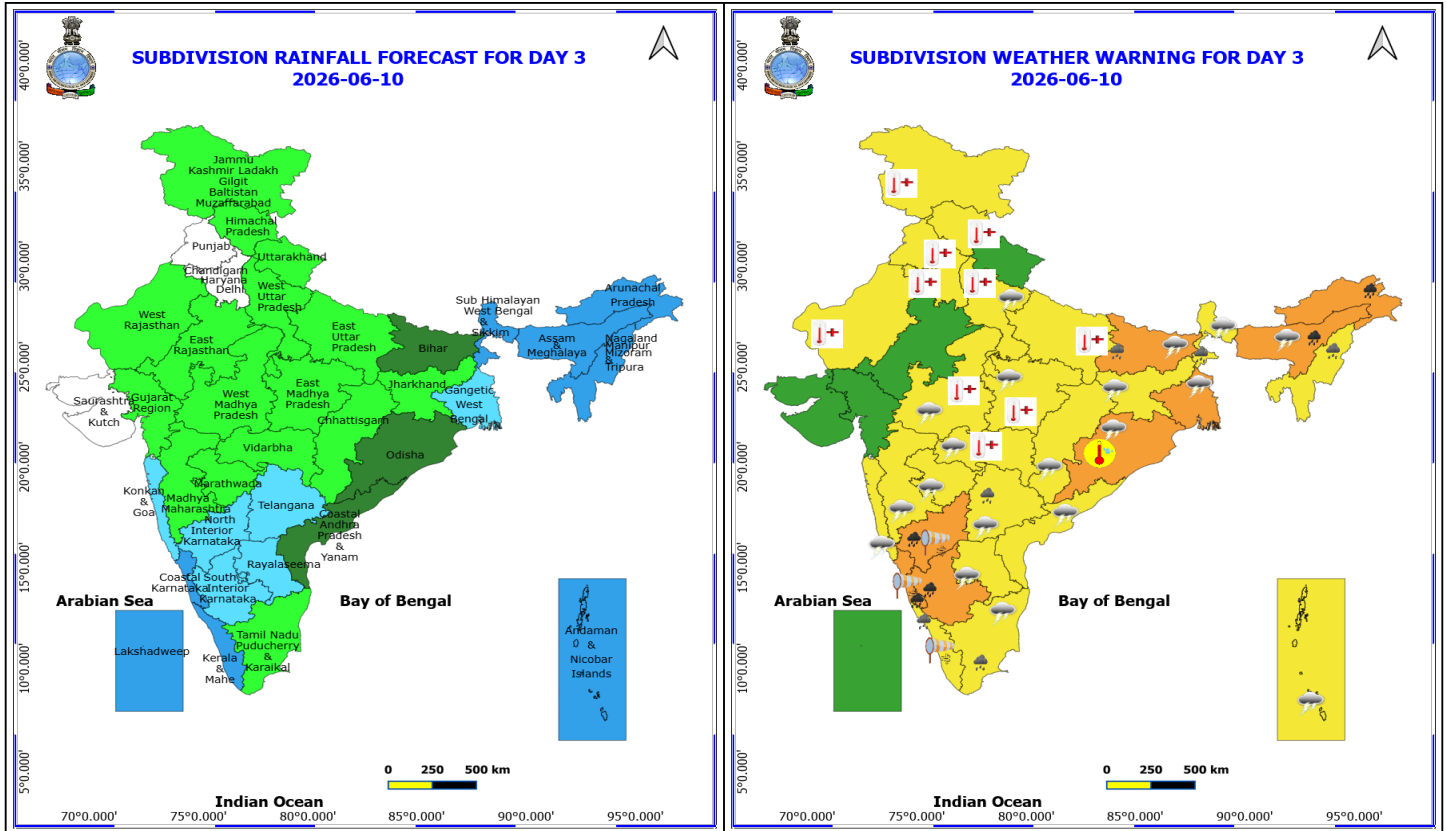 SUBDIVISION RAINFALL FORECAST FOR DAY 3
2026-06-10
40°0.000'
35°0.000'
30°0.000'
25°0.000'
20°0.000'
15°0.000'
10°0.000'
5°0.000'
Jammu
Kashmir Ladakh
Gilgit
Baltistan
Muzaffarabad
Himachal
Pradesh
Punjab
Uttarakhand
Chandigarh
Haryana
Delhi
West
Uttar
Pradesh
West
Rajasthan
East
Rajasthan
East
Uttar
Pradesh
Bihar
Sub Himalayan
West Bengal
&
Sikkim
Arunachal
Pradesh
Assam
&
Meghalaya
Nagaland
Manipur
Mizoram
&
Tripura
Saurashtra
&
Kutch
Gujarat
Region
West
Madhya
Pradesh
East
Madhya
Pradesh
Jharkhand
Gangetic
West
Bengal
Chhattisgarh
Vidarbha
Odisha
Konkan
&
Goa
Madhya
Maharashtra
Marathwada
Telangana
North
Interior
Karnataka
Coastal
Andhra
Pradesh
&
Yanam
Rayalaseema
Coastal
Karnataka
South
Interior
Karnataka
Arabian Sea
Bay of Bengal
Lakshadweep
Kerala
&
Mahe
Tamil Nadu
Puducherry
&
Karaikal
Andaman
&
Nicobar
Islands
0 250 500 km
Indian Ocean
70°0.000' 75°0.000' 80°0.000' 85°0.000' 90°0.000' 95°0.000'
SUBDIVISION WEATHER WARNING FOR DAY 3
2026-06-10
40°0.000'
35°0.000'
30°0.000'
25°0.000'
20°0.000'
15°0.000'
10°0.000'
5°0.000'
Arabian Sea
Bay of Bengal
0 250 500 km
Indian Ocean
70°0.000' 75°0.000' 80°0.000' 85°0.000' 90°0.000' 95°0.000'